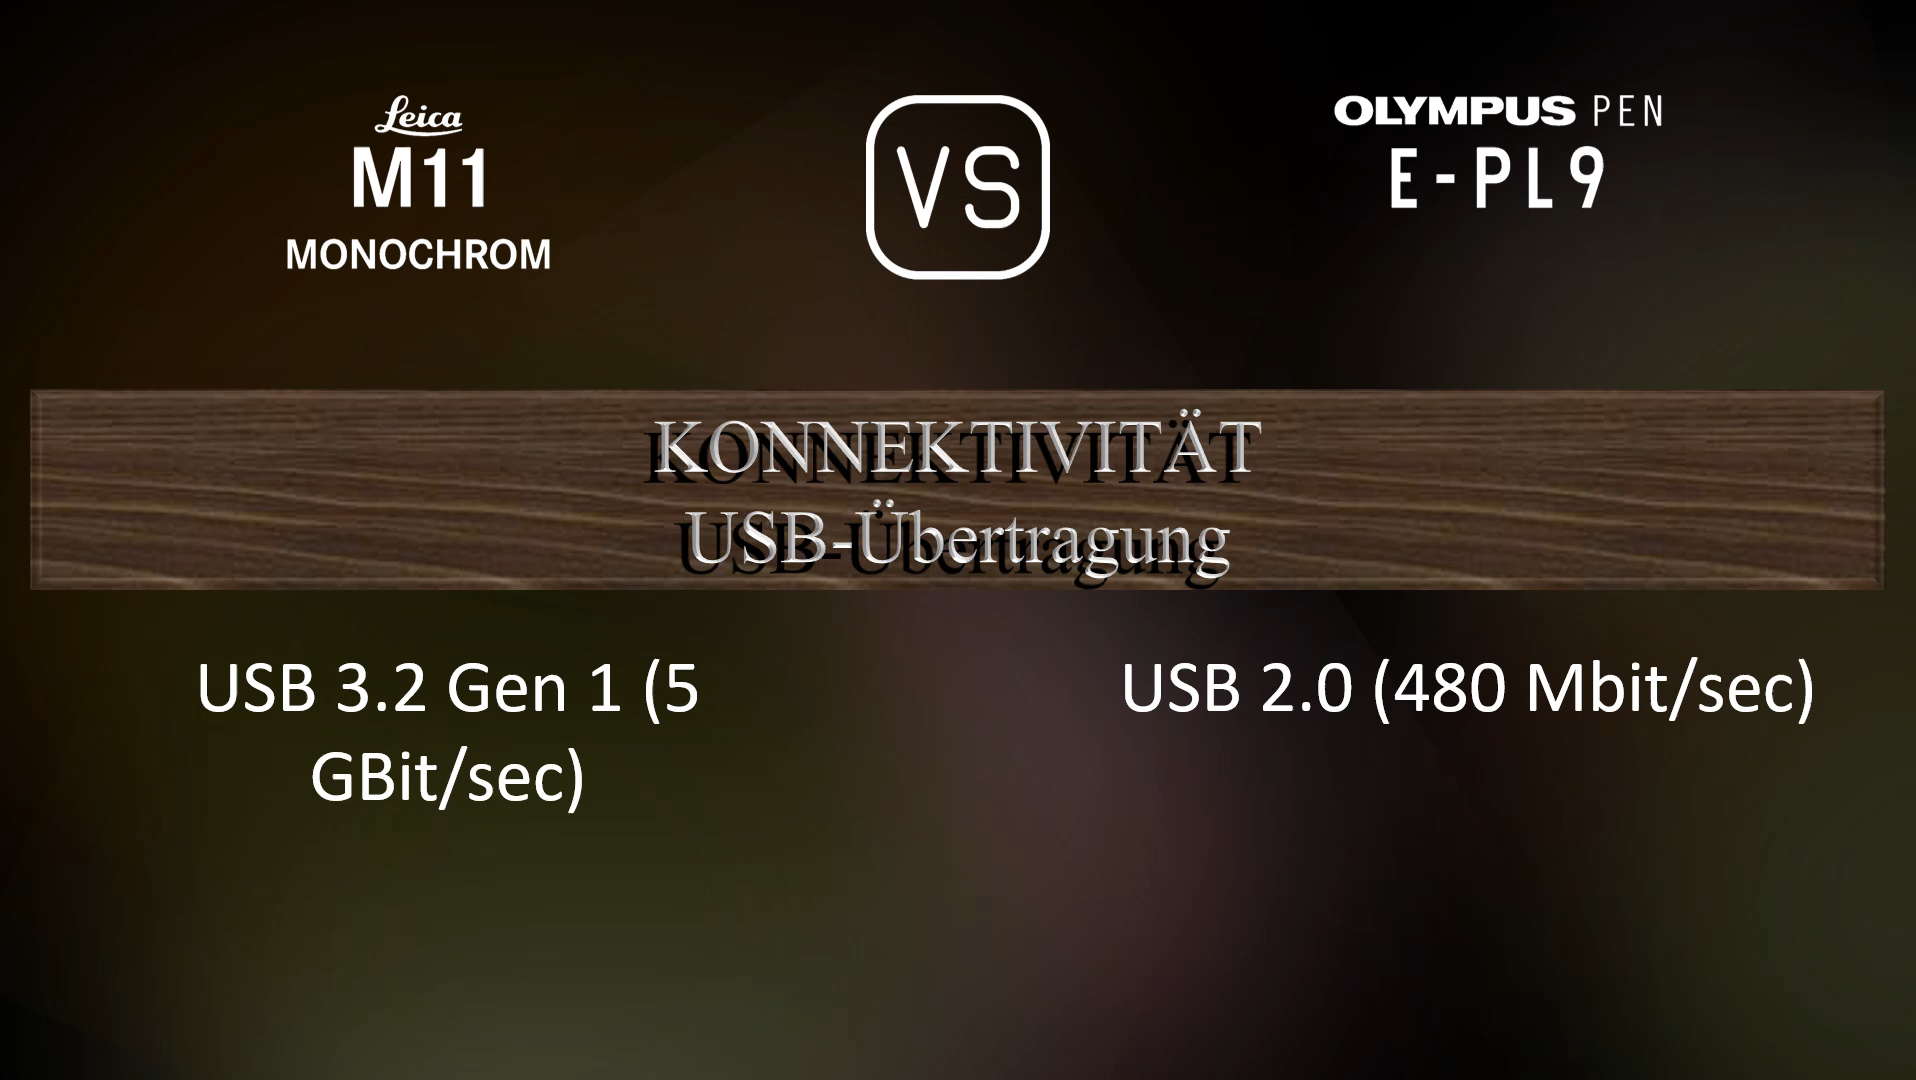 Leica
M11
MONOCHROM
VS
OLYMPUS PEN
E-PL9
KONNEKTIVITÄT
USB-Übertragung
USB 3.2 Gen 1 (5
GBit/sec)
USB 2.0 (480 Mbit/sec)